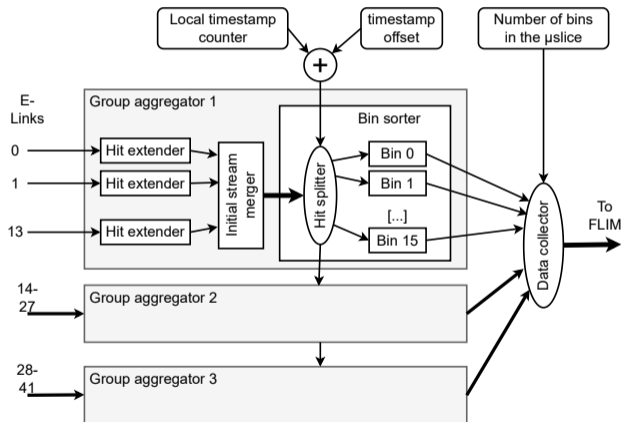 Local timestamp
counter
timestamp
offset
Number of bins
in the μslice
+
E-
Links
Group aggregator 1
Bin sorter
0
Hit extender
1
Hit extender
13
Hit extender
Initial stream
merger
Hit splitter
Bin 0
Bin 1
[...]
Bin 15
Data collector
To
FLIM
14-
27
Group aggregator 2
28-
41
Group aggregator 3